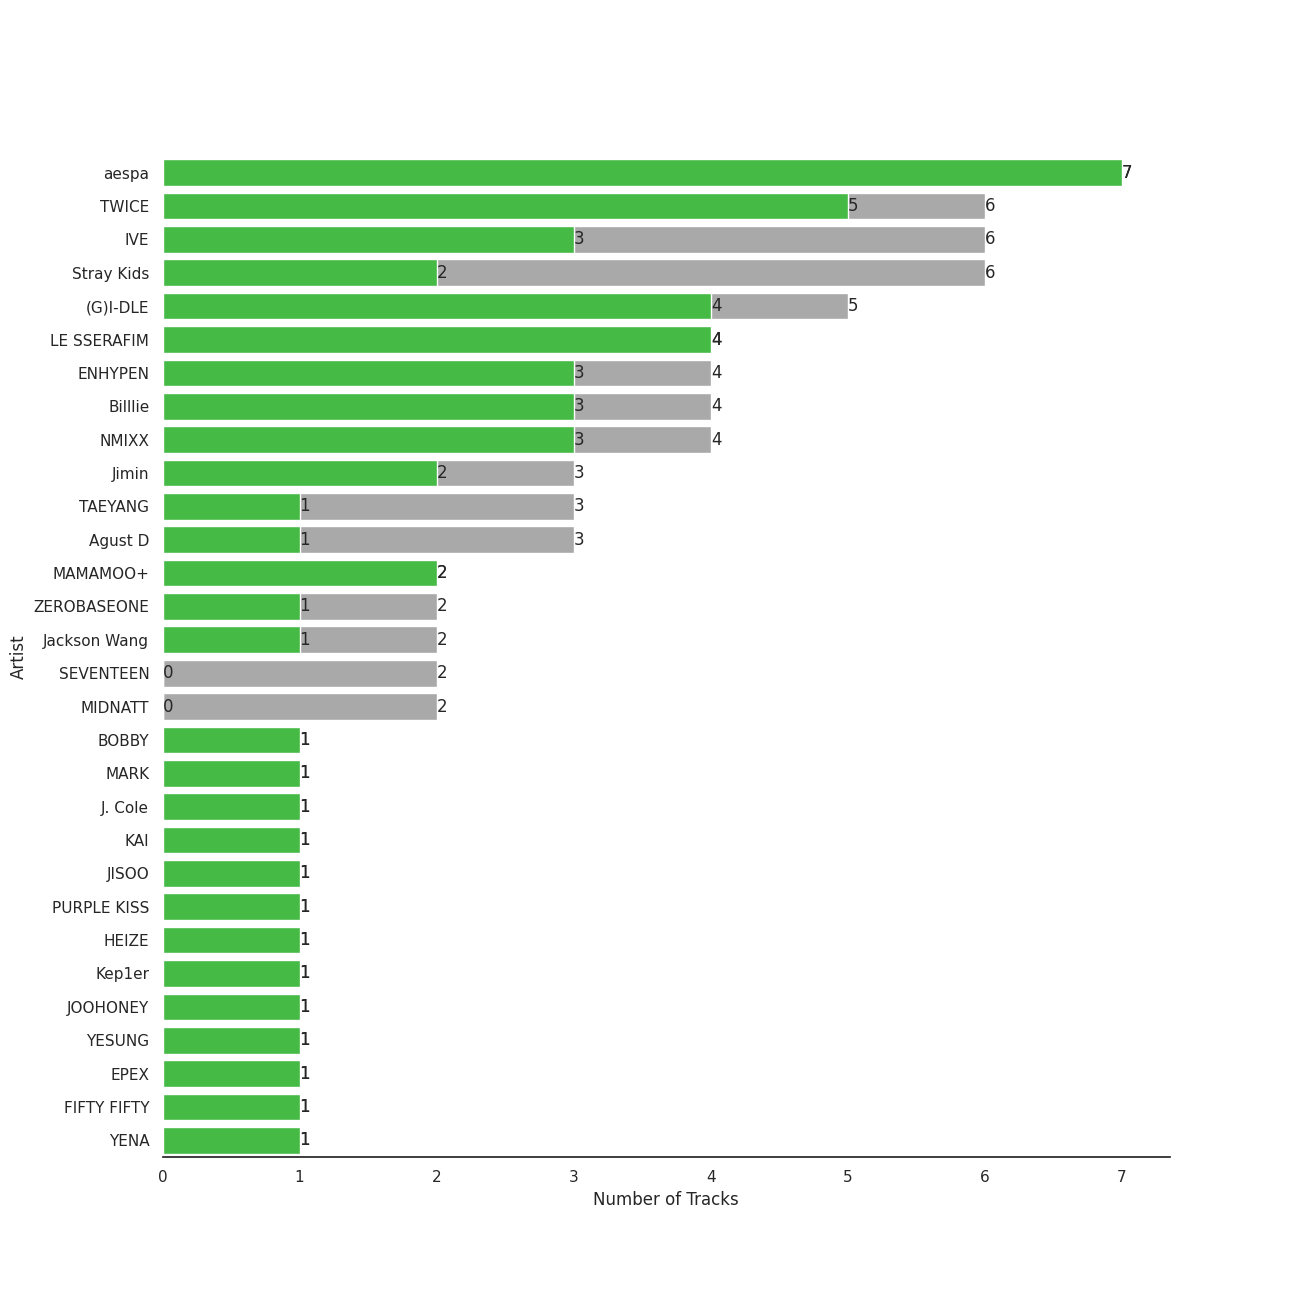 aespa 7
TWICE 5 6
IVE 3 6
Stray Kids 2 6
(G)I-DLE 4 5
LE SSERAFIM 4
ENHYPEN 3 4
Billlie 3 4
NMIXX 3 4
Jimin 2 3
TAEYANG 1 3
Agust D 1 3
MAMAMOO+ 2
ZEROBASEONE 1 2
Jackson Wang 1 2
SEVENTEEN 0 2
MIDNATT 0 2
BOBBY 1
MARK 1
J. Cole 1
KAI 1
JISOO 1
PURPLE KISS 1
HEIZE 1
Kep1er 1
JOOHONEY 1
YESUNG 1
EPEX 1
FIFTY FIFTY 1
YENA 1
Artist
0 1 2 3 4 5 6 7
Number of Tracks